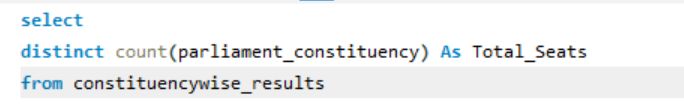 select
distinct count(parliament_constituency) As Total_Seats
from constituencywise_results